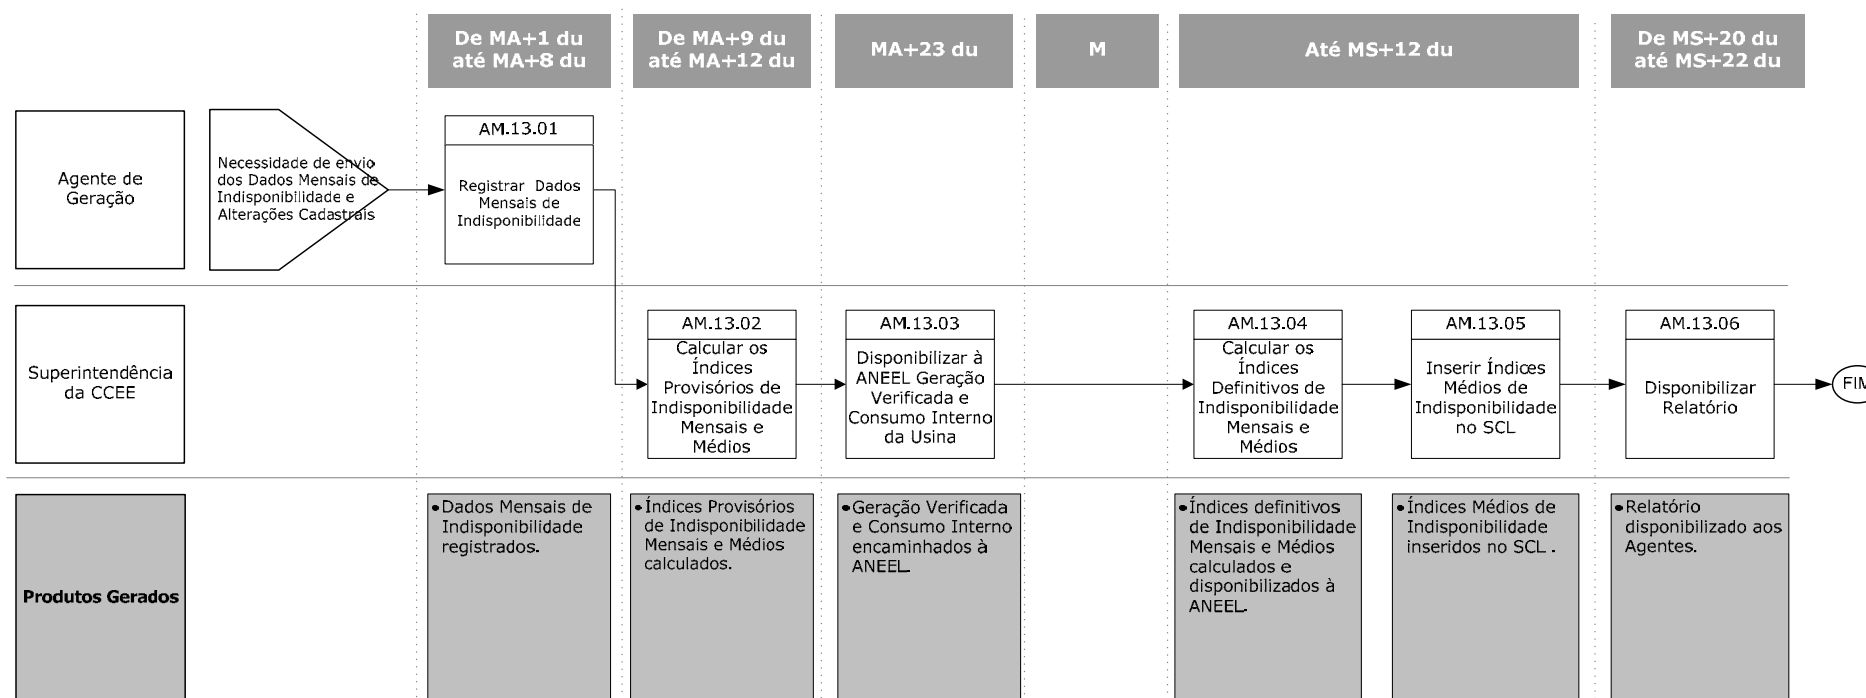 De MA+1 du
até MA+8 du
De MA+9 du
até MA+12 du
MA+23 du
M
Até MS+12 du
De MS+20 du
até MS+22 du
Agente de
Geração
Necessidade de envio
dos Dados Mensais de
Indisponibilidade e
Alterações Cadastrais
AM.13.01
Registrar Dados
Mensais de
Indisponibilidade
Superintendência
da CCEE
AM.13.02
Calcular os
Índices
Provisórios de
Indisponibilidade
Mensais e
Médios
AM.13.03
Disponibilizar à
ANEEL Geração
Verificada e
Consumo Interno
da Usina
AM.13.04
Calcular os
Índices
Definitivos de
Indisponibilidade
Mensais e
Médios
AM.13.05
Inserir Índices
Médios de
Indisponibilidade
no SCL
AM.13.06
Disponibilizar
Relatório
FIM
Produtos Gerados
•Dados Mensais de
Indisponibilidade
registrados.
•Índices Provisórios
de Indisponibilidade
Mensais e Médios
calculados.
•Geração Verificada
e Consumo Interno
encaminhados à
ANEEL.
•Índices definitivos
de Indisponibilidade
Mensais e Médios
calculados e
disponibilizados à
ANEEL.
•Índices Médios de
Indisponibilidade
inseridos no SCL .
•Relatório
disponibilizado aos
Agentes.